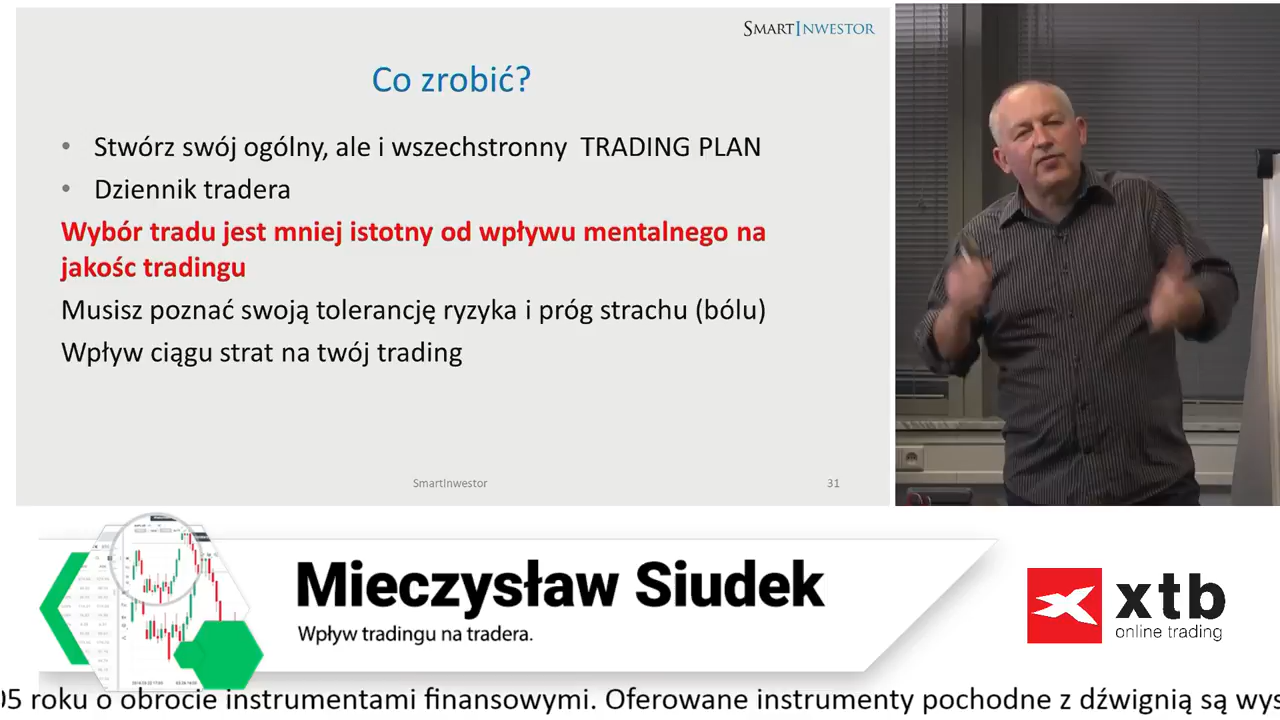 SMARTINWESTOR
Co zrobić?
• Stwórz swój ogólny, ale i wszechstronny TRADING PLAN
• Dziennik tradera
Wybór tradu jest mniej istotny od wpływu mentalnego na
jakośc tradingu
Musisz poznać swoją tolerancję ryzyka i próg strachu (bólu)
Wpływ ciągu strat na twój trading
SmartInwestor
31
Mieczysław Siudek
Wpływ tradingu na tradera.
xtb
online trading
05 roku o obrocie instrumentami finansowymi. Oferowane instrumenty pochodne z dźwignią są wys